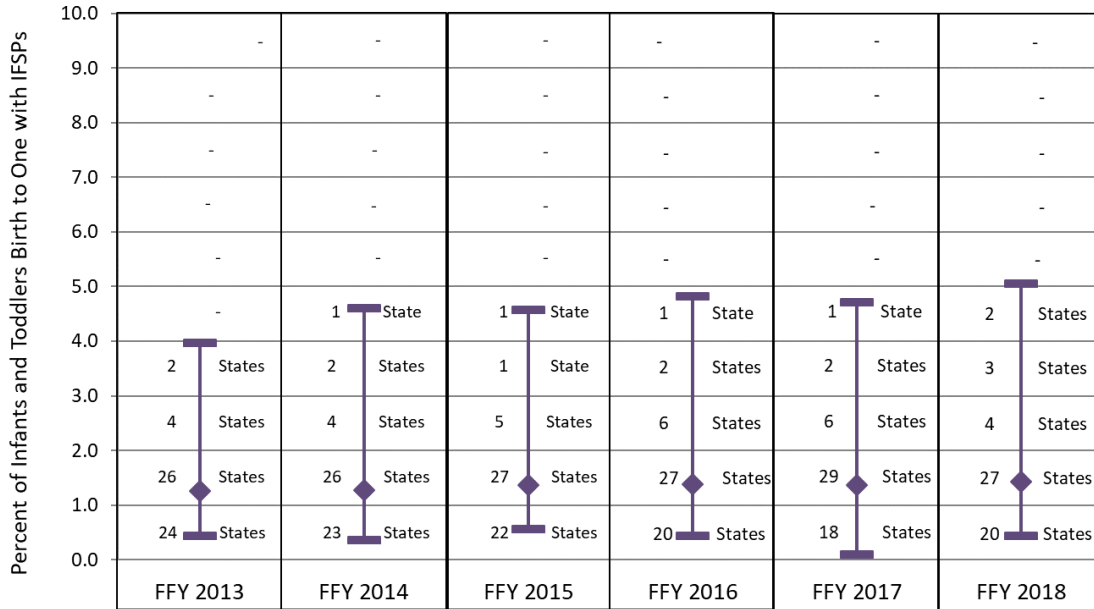 Percent of Infants and Toddlers Birth to One with IFSPs
10.0
- - - - - -
9.0
- - - - - -
8.0
- - - - - -
7.0
- - - - - -
6.0
- - - - - -
5.0
- 1 State 1 State 1 State 1 State 2 States
4.0
2 States 2 States 1 State 2 States 2 States 3 States
3.0
4 States 4 States 5 States 6 States 6 States 4 States
2.0
26 States 26 States 27 States 27 States 29 States 27 States
1.0
24 States 23 States 22 States 20 States 18 States 20 States
0.0
FFY 2013 FFY 2014 FFY 2015 FFY 2016 FFY 2017 FFY 2018